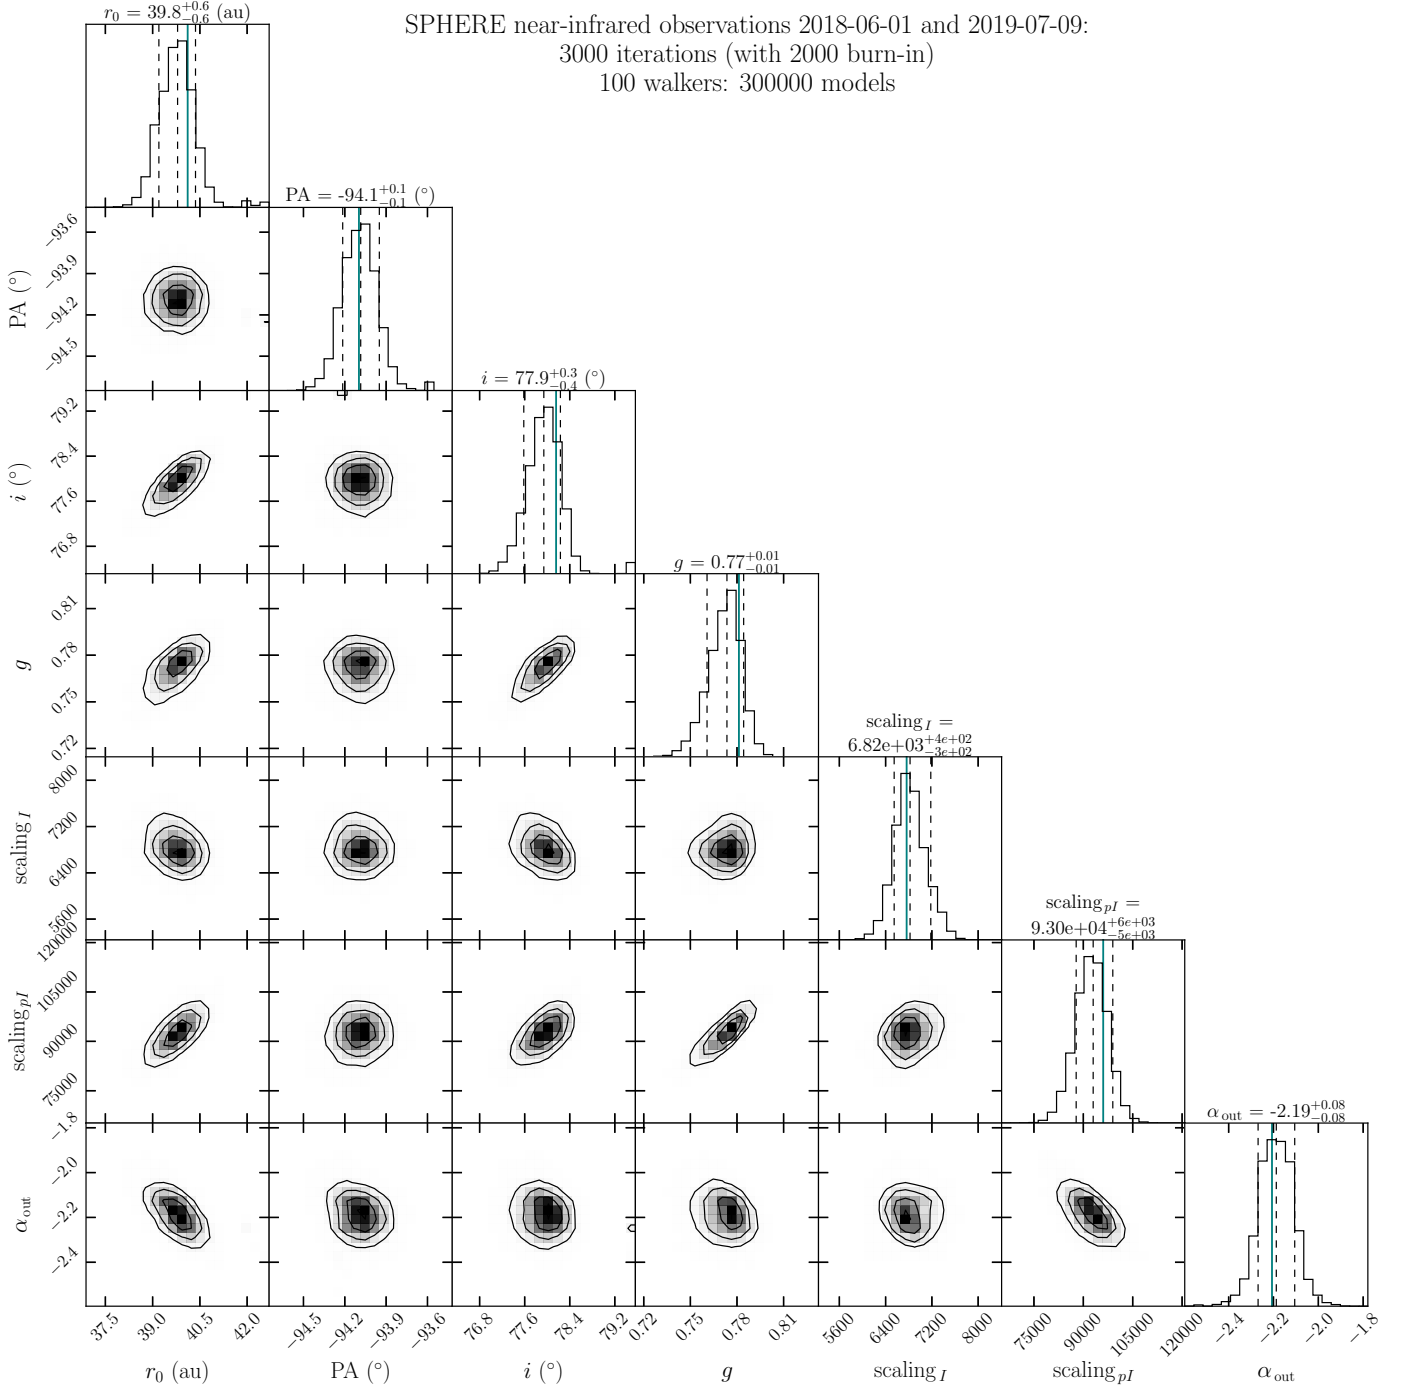 r₀ = 39.8⁺⁰·⁶₋₀.₆ (au)
SPHERE near-infrared observations 2018-06-01 and 2019-07-09:
3000 iterations (with 2000 burn-in)
100 walkers: 300000 models
PA = -94.1⁺⁰·¹₋₀.₁ (°)
−93.6
−93.9
−94.2
−94.5
PA (°)
i = 77.9⁺⁰·³₋₀.₄ (°)
79.2
78.4
77.6
76.8
i (°)
g = 0.77⁺⁰·⁰¹₋₀.₀₁
0.81
0.78
0.75
0.72
g
scaling_I =
6.82e+03^{+4e+02}_{−3e+02}
8000
7200
6400
5600
scaling_I
scaling_pI =
9.30e+04^{+6e+03}_{−5e+03}
120000
105000
90000
75000
scaling_pI
α_out = -2.19^{+0.08}_{−0.08}
−1.8
−2.0
−2.2
−2.4
α_out
37.5 39.0 40.5 42.0 −94.5 −94.2 −93.9 −93.6 76.8 77.6 78.4 79.2 0.72 0.75 0.78 0.81 5600 6400 7200 8000 75000 90000 105000 120000 −2.4 −2.2 −2.0 −1.8
r₀ (au) PA (°) i (°) g scaling_I scaling_pI α_out